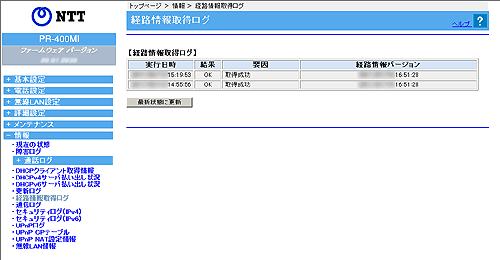 NTT
PR-400MI
ファームウェア バージョン
+ 基本設定
+ 電話設定
+ 無線LAN設定
+ 詳細設定
+ メンテナンス
- 情報
・現在の状態
・障害ログ
+ 通話ログ
・DHCPクライアント取得情報
・DHCPv4サーバ払い出し状況
・DHCPv6サーバ払い出し状況
・更新ログ
・経路情報取得ログ
・通信ログ
・セキュリティログ(IPv4)
・セキュリティログ(IPv6)
・UPnPログ
・UPnP CPテーブル
・UPnP NAT設定情報
・無線LAN情報
トップページ > 情報 > 経路情報取得ログ
経路情報取得ログ
ヘルプ ?
【経路情報取得ログ】
実行日時 結果 要因 経路情報バージョン
15:19:53 OK 取得成功 16:51:28
14:55:56 OK 取得成功 16:51:28
最新状態に更新